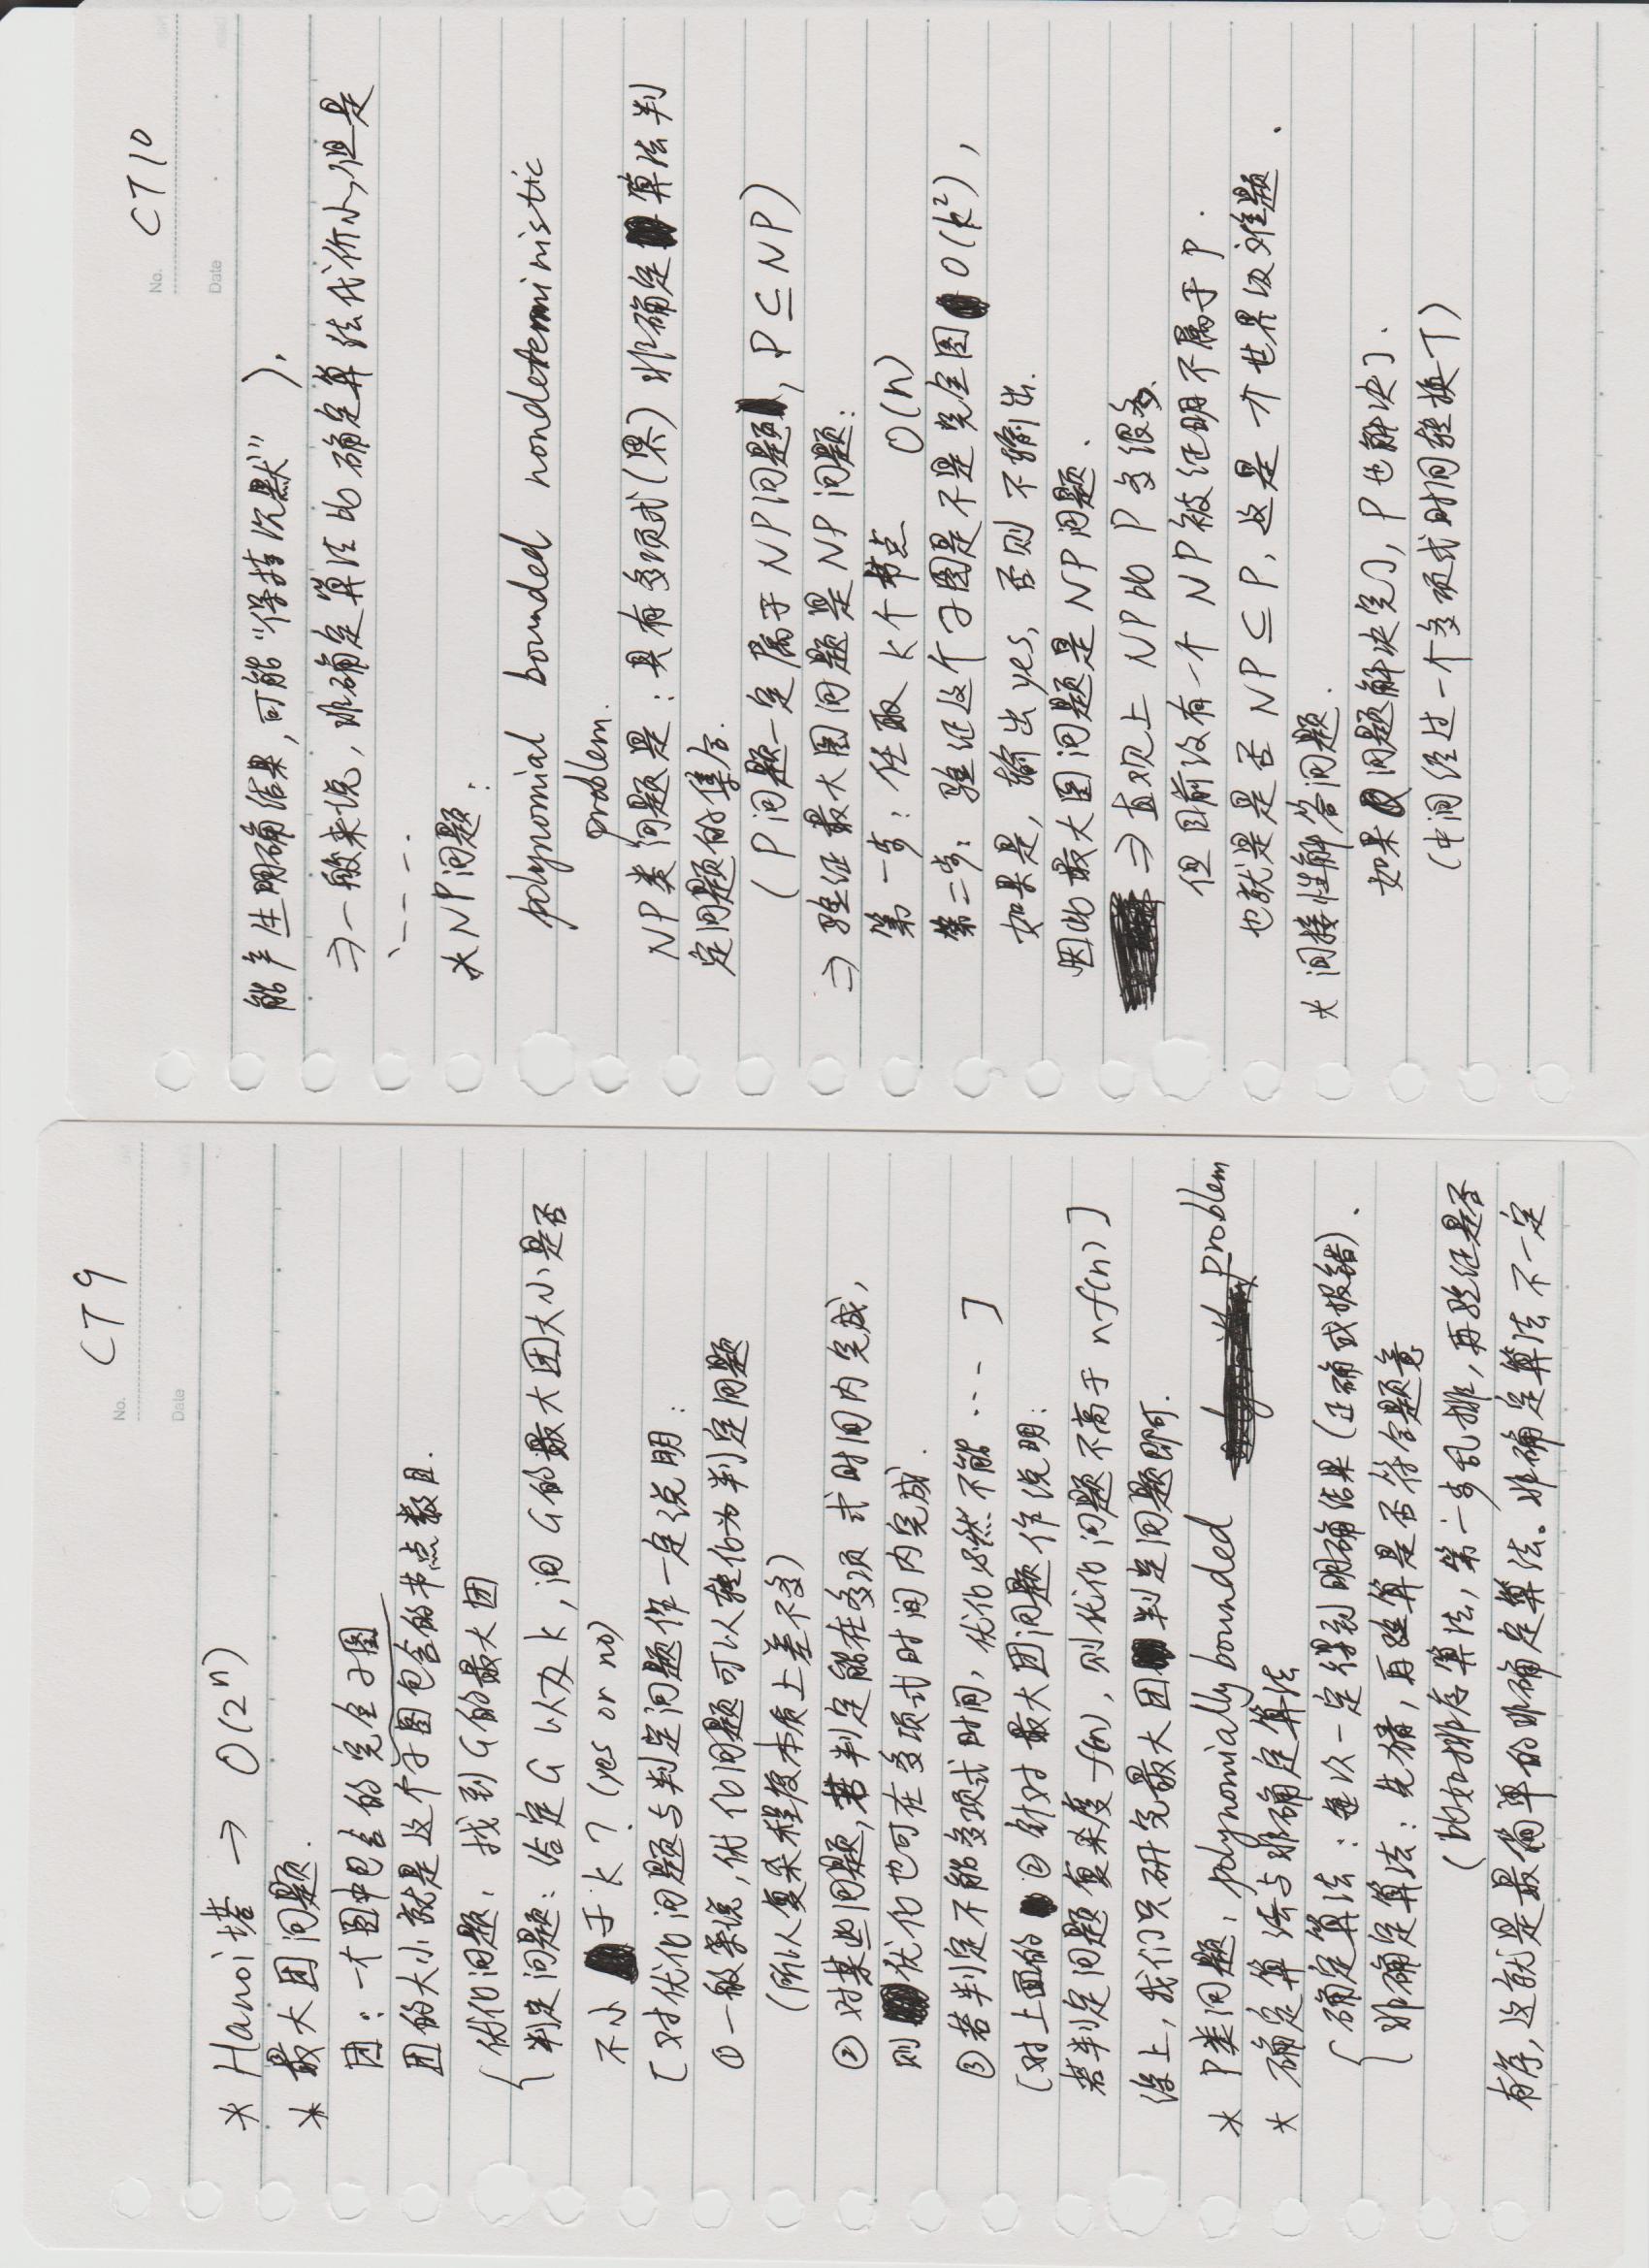 No. CT9
Date
* Hanoi塔 → O(2ⁿ)
* 最大团问题.
团：一个图中包含的完全子图
团的大小就是这个子图包含的节点数目.
优化问题：找到G的最大团
判定问题：给定G以及k,问G的最大团大小是否
不小于k？(yes or no)
[对优化问题与判定问题作一定说明：
①一般来说,优化问题可以转化为判定问题
(所以复杂程度本质上差不多)
②对某些问题,若判定能在多项式时间内完成,
则优化也可在多项式时间内完成.
③若判定不能多项式时间,优化必然不能…]
[对上面的②针对最大团问题作说明：
若判定问题复杂度f(n),则优化问题不高于nf(n)]
综上,我们只研究最大团判定问题即可.
* P类问题, polynomially bounded problem
* 确定算法与非确定算法
确定算法：每次一定得到明确结果(正确或报错).
非确定算法：先猜,再验算是否符合题意
(比如排序算法,第一步乱排,再验证是否
有序,这就是最简单的非确定算法。非确定算法不一定
No. CT10
Date
能产生明确结果,可能“保持沉默”).
⇒一般来说,非确定算法比确定算法代价小,但是
……
* NP问题：
polynomial bounded nondeterministic
problem.
NP类问题是：具有多项式(界)非确定算法判
定问题的集合.
(P问题一定属于NP问题, P⊆NP)
⇒验证最大图问题是NP问题：
第一步：任取k个节点 O(n)
第二步：验证这个子图是不是完全图 O(k²),
如果是,输出yes,否则不输出.
因此最大图问题是NP问题.
⇒直观上NP比P多很多.
但目前没有一个NP被证明不属于P.
也就是是否NP⊆P,这是个世界级难题.
* 间接性解答问题.
如果Q问题解决完了,P也解决了.
(中间经过一个多项式时间转换T)